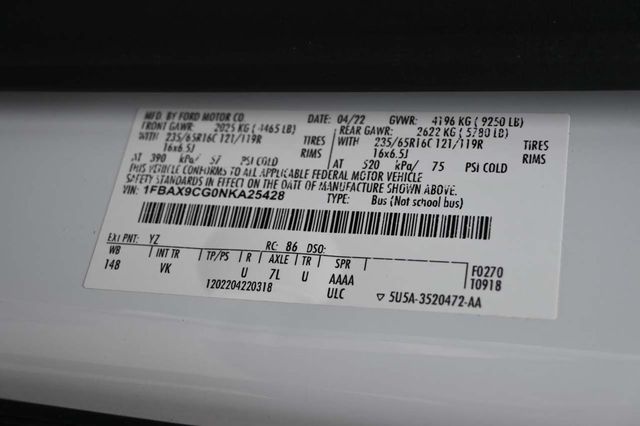 MFD. BY FORD MOTOR CO DATE: 04/22 GVWR: 4196 KG ( 9250 LB)
FRONT GAWR: 2025 KG ( 4465 LB) REAR GAWR: 2622 KG ( 5780 LB)
WITH 235/65R16C 121/119R TIRES WITH 235/65R16C 121/119R TIRES
16x6.5J RIMS 16x6.5J RIMS
AT 390 kPa/ 57 PSI COLD AT 520 kPa/ 75 PSI COLD
THIS VEHICLE CONFORMS TO ALL APPLICABLE FEDERAL MOTOR VEHICLE
SAFETY STANDARDS IN EFFECT ON THE DATE OF MANUFACTURE SHOWN ABOVE.
VIN: 1FBAX9CG0NKA25428 TYPE: Bus (Not school bus)
EXT PNT: YZ RC: 86 DSO:
WB INT TR TP/PS R AXLE TR SPR F0270
148 VK U 7L U AAAA T0918
1202204220318 ULC ▽ 5U5A-3520472-AA